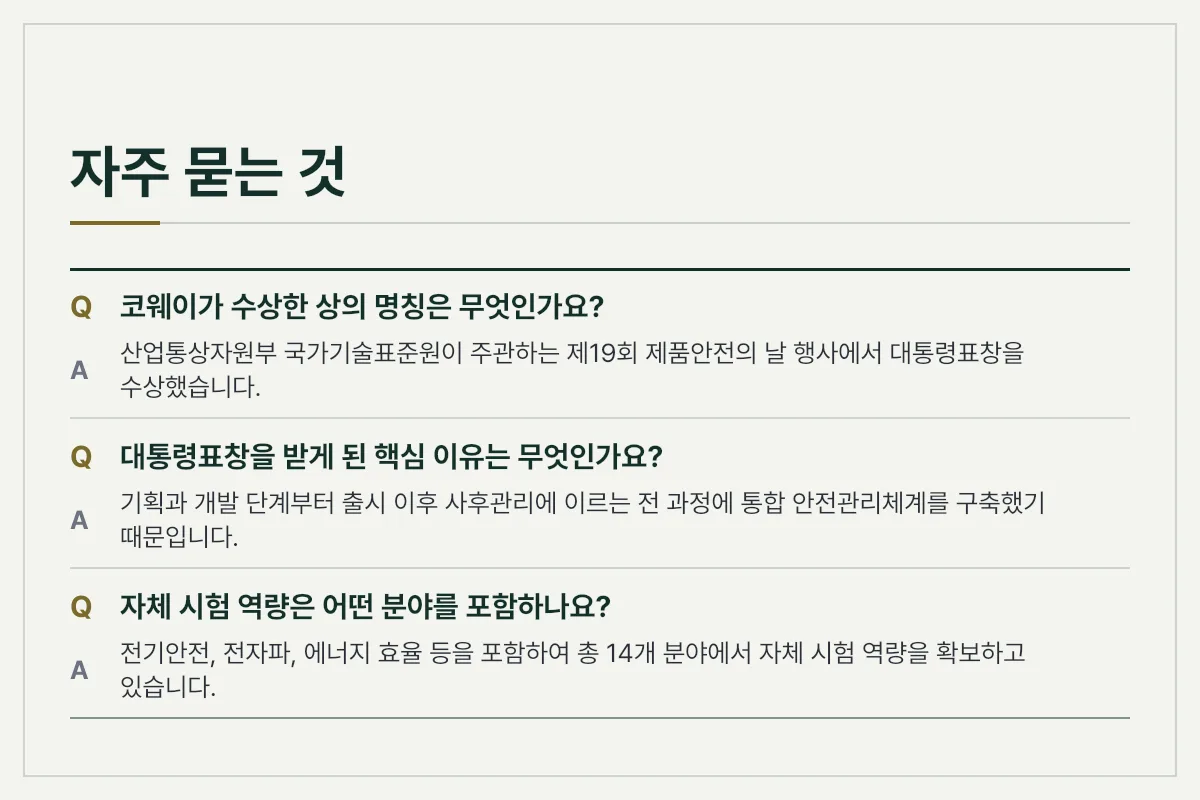 자주 묻는 것
Q 코웨이가 수상한 상의 명칭은 무엇인가요?
A 산업통상자원부 국가기술표준원이 주관하는 제19회 제품안전의 날 행사에서 대통령표창을
수상했습니다.
Q 대통령표창을 받게 된 핵심 이유는 무엇인가요?
A 기획과 개발 단계부터 출시 이후 사후관리에 이르는 전 과정에 통합 안전관리체계를 구축했기
때문입니다.
Q 자체 시험 역량은 어떤 분야를 포함하나요?
A 전기안전, 전자파, 에너지 효율 등을 포함하여 총 14개 분야에서 자체 시험 역량을 확보하고
있습니다.